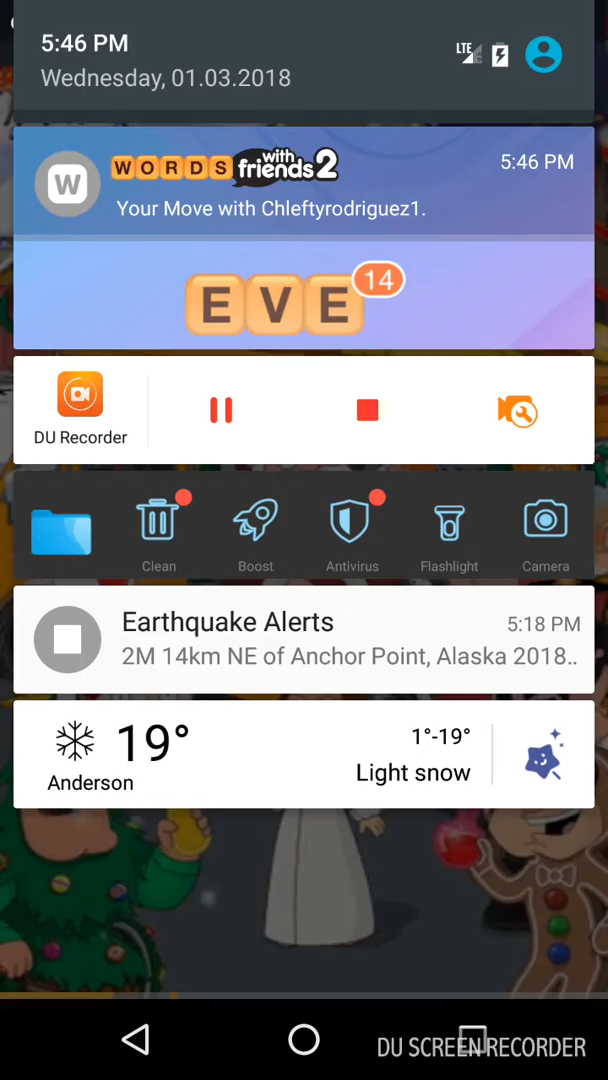 5:46 PM
LTE
Wednesday, 01.03.2018
W
WORDS with friends 2
5:46 PM
Your Move with Chleftyrodriguez1.
EVE
14
DU Recorder
Clean
Boost
Antivirus
Flashlight
Camera
Earthquake Alerts
5:18 PM
2M 14km NE of Anchor Point, Alaska 2018..
19°
1°-19°
Anderson
Light snow
DU SCREEN RECORDER